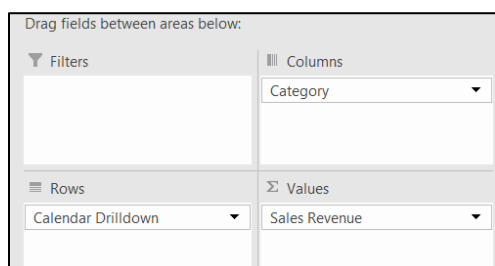 Drag fields between areas below:
Filters
Columns
Category
Rows
Σ Values
Calendar Drilldown
Sales Revenue